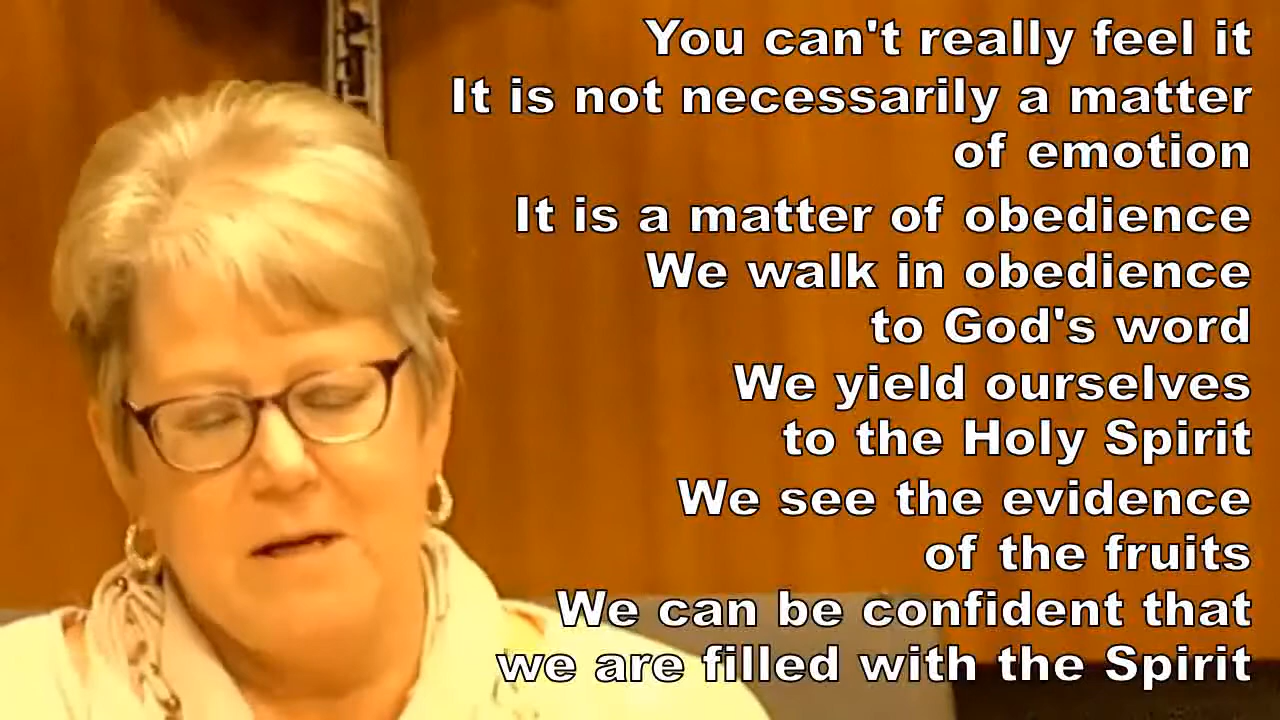 You can't really feel it
It is not necessarily a matter
of emotion
It is a matter of obedience
We walk in obedience
to God's word
We yield ourselves
to the Holy Spirit
We see the evidence
of the fruits
We can be confident that
we are filled with the Spirit